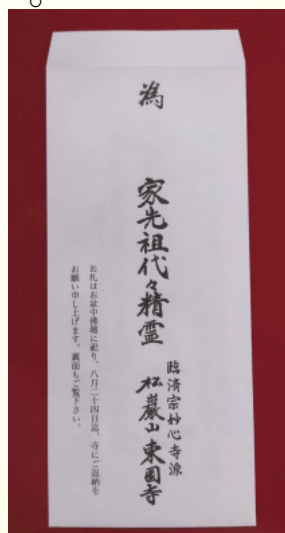 為
家先祖代々精霊
臨済宗妙心寺派
松巌山東園寺
お札はお盆中佛壇に祀り、八月二十四日迄、寺にご返納を
お願い申し上げます。裏面もご覧下さい。